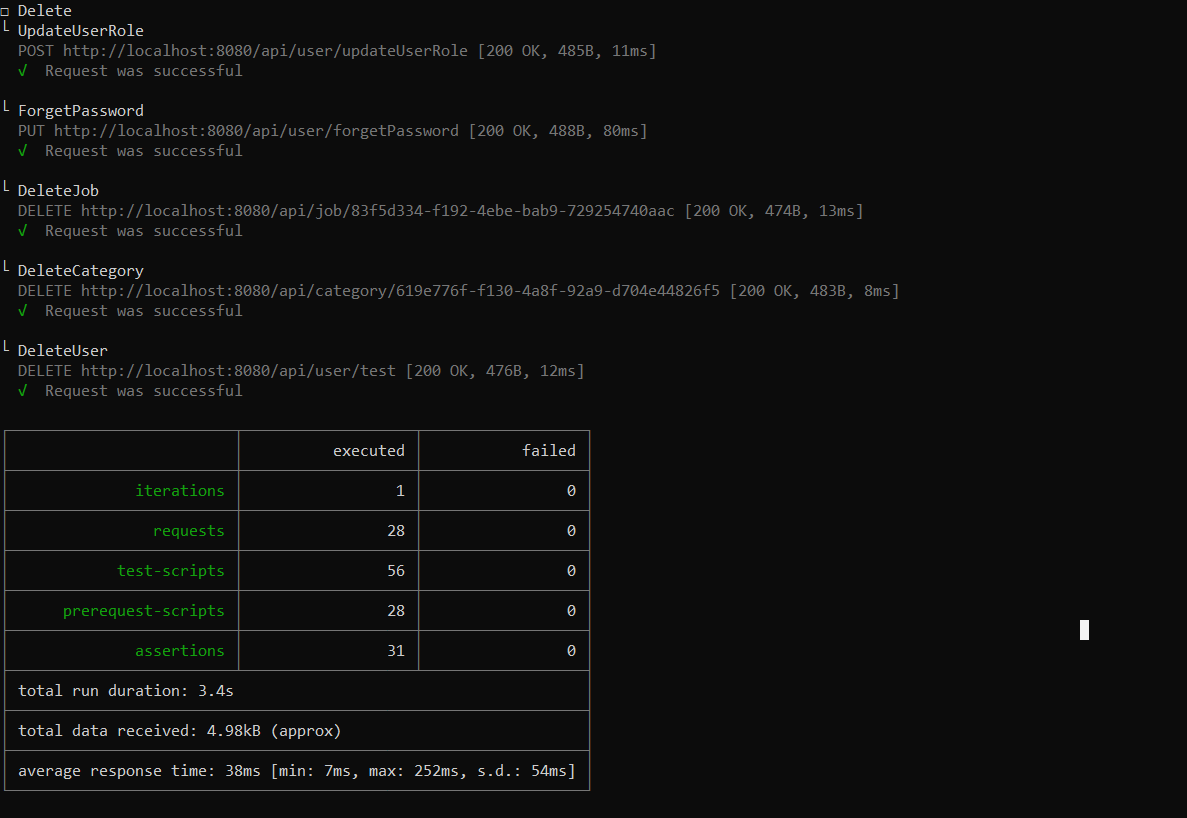 □ Delete
└ UpdateUserRole
POST http://localhost:8080/api/user/updateUserRole [200 OK, 485B, 11ms]
√ Request was successful
└ ForgetPassword
PUT http://localhost:8080/api/user/forgetPassword [200 OK, 488B, 80ms]
√ Request was successful
└ DeleteJob
DELETE http://localhost:8080/api/job/83f5d334-f192-4ebe-bab9-729254740aac [200 OK, 474B, 13ms]
√ Request was successful
└ DeleteCategory
DELETE http://localhost:8080/api/category/619e776f-f130-4a8f-92a9-d704e44826f5 [200 OK, 483B, 8ms]
√ Request was successful
└ DeleteUser
DELETE http://localhost:8080/api/user/test [200 OK, 476B, 12ms]
√ Request was successful
executed failed
iterations 1 0
requests 28 0
test-scripts 56 0
prerequest-scripts 28 0
assertions 31 0
total run duration: 3.4s
total data received: 4.98kB (approx)
average response time: 38ms [min: 7ms, max: 252ms, s.d.: 54ms]